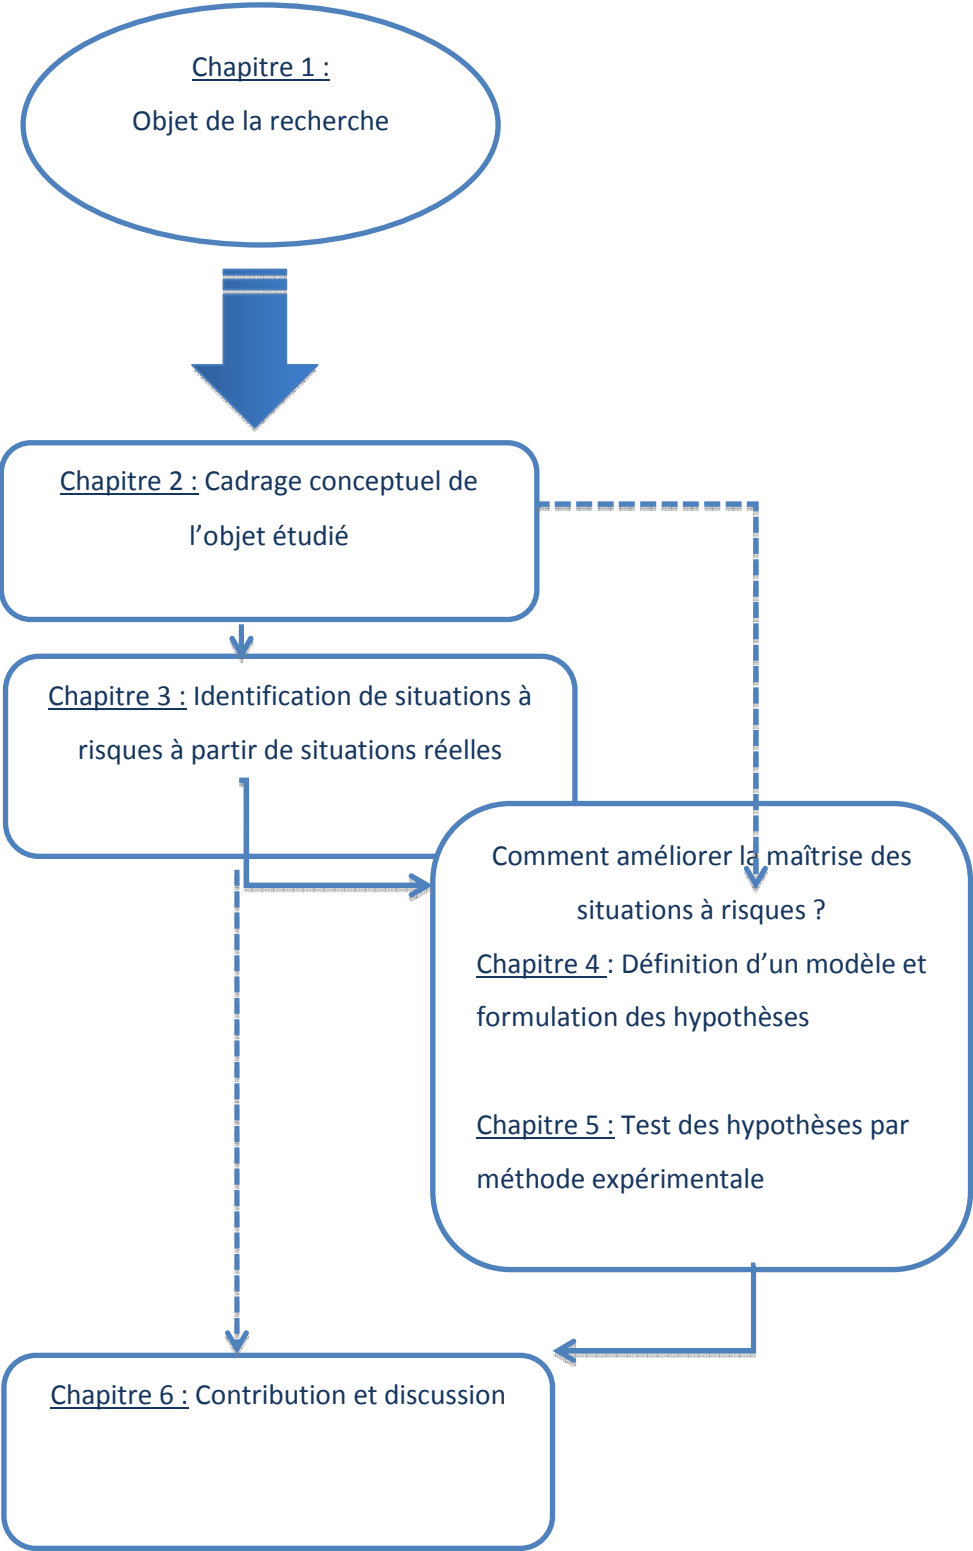 Chapitre 1 :
Objet de la recherche
Chapitre 2 : Cadrage conceptuel de
l’objet étudié
Chapitre 3 : Identification de situations à
risques à partir de situations réelles
Comment améliorer la maîtrise des
situations à risques ?
Chapitre 4 : Définition d’un modèle et
formulation des hypothèses
Chapitre 5 : Test des hypothèses par
méthode expérimentale
Chapitre 6 : Contribution et discussion